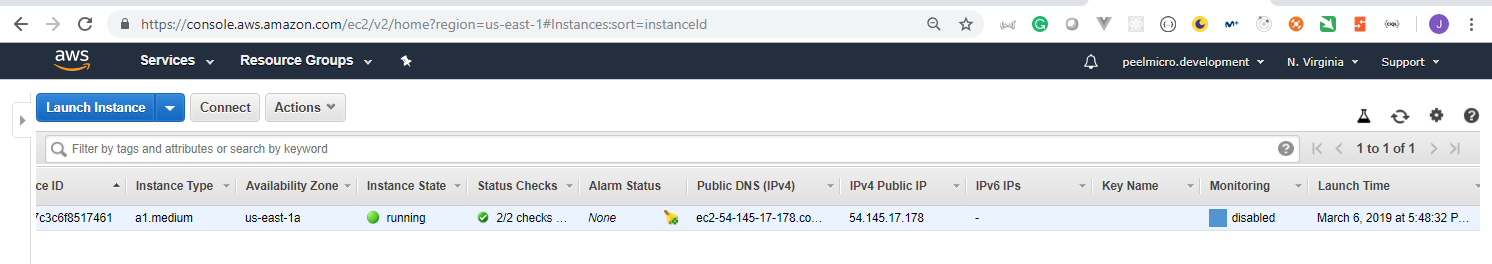 https://console.aws.amazon.com/ec2/v2/home?region=us-east-1#Instances:sort=instanceId
J
aws Services Resource Groups peelmicro.development N. Virginia Support
Launch Instance Connect Actions
Filter by tags and attributes or search by keyword 1 to 1 of 1
ce ID Instance Type Availability Zone Instance State Status Checks Alarm Status Public DNS (IPv4) IPv4 Public IP IPv6 IPs Key Name Monitoring Launch Time
7c3c6f8517461 a1.medium us-east-1a running 2/2 checks ... None ec2-54-145-17-178.co... 54.145.17.178 - disabled March 6, 2019 at 5:48:32 P...